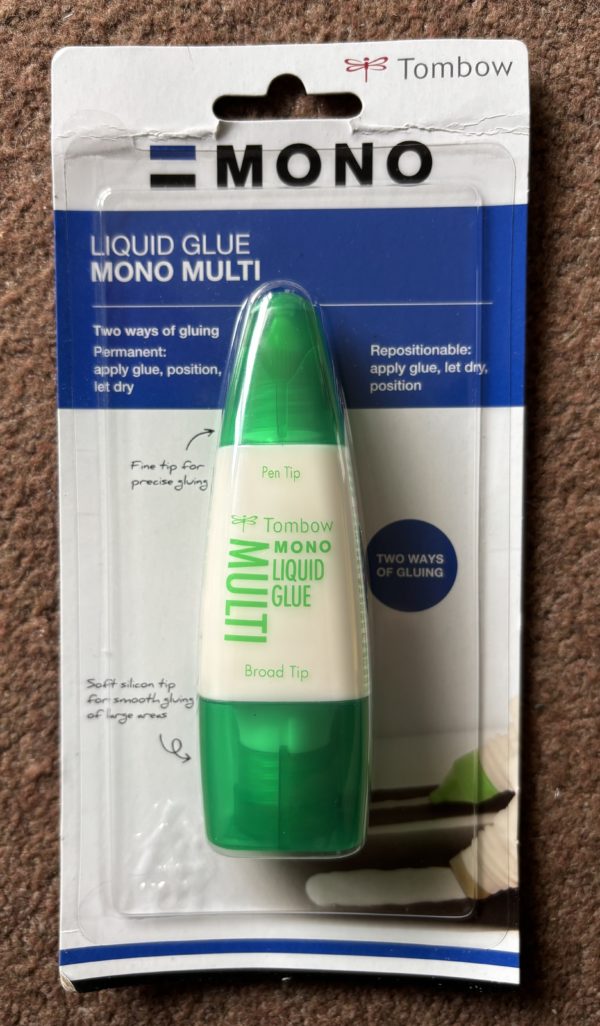 Tombow
MONO
LIQUID GLUE
MONO MULTI
Two ways of gluing
Permanent:
apply glue, position,
let dry
Repositionable:
apply glue, let dry,
position
Fine tip for
precise gluing
Pen Tip
Tombow
MONO
LIQUID
GLUE
MULTI
Broad Tip
TWO WAYS
OF GLUING
Soft silicon tip
for smooth gluing
of large areas